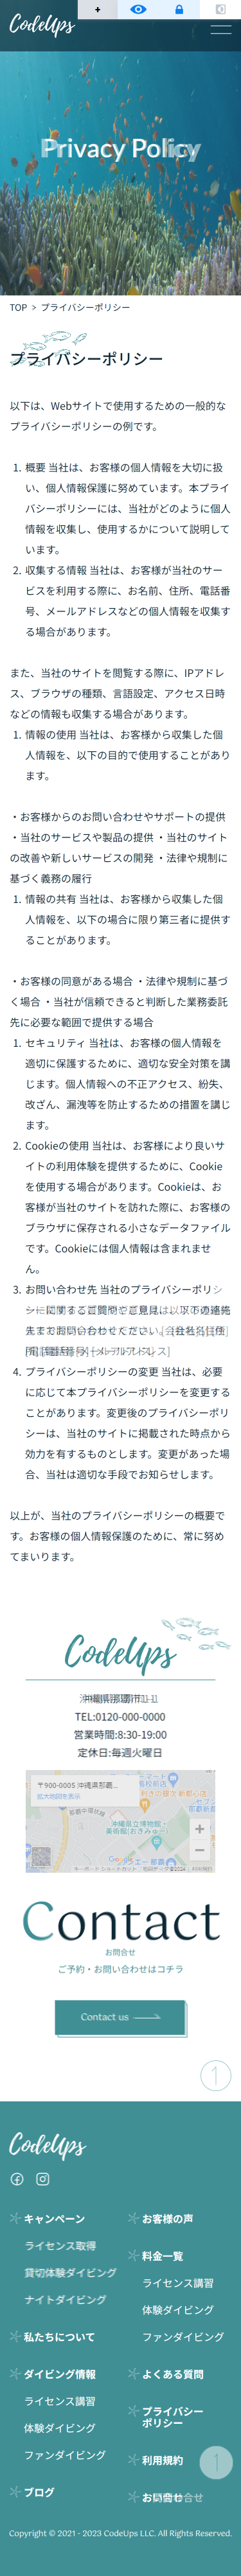 CodeUps
Privacy Policy
TOP > プライバシーポリシー
プライバシーポリシー
以下は、Webサイトで使用するための一般的な
プライバシーポリシーの例です。
1. 概要 当社は、お客様の個人情報を大切に扱
い、個人情報保護に努めています。本プライ
バシーポリシーには、当社がどのように個人
情報を収集し、使用するかについて説明して
います。
2. 収集する情報 当社は、お客様が当社のサー
ビスを利用する際に、お名前、住所、電話番
号、メールアドレスなどの個人情報を収集す
る場合があります。
また、当社のサイトを閲覧する際に、IPアドレ
ス、ブラウザの種類、言語設定、アクセス日時
などの情報も収集する場合があります。
1. 情報の使用 当社は、お客様から収集した個
人情報を、以下の目的で使用することがあり
ます。
・お客様からのお問い合わせやサポートの提供
・当社のサービスや製品の提供 ・当社のサイト
の改善や新しいサービスの開発 ・法律や規制に
基づく義務の履行
1. 情報の共有 当社は、お客様から収集した個
人情報を、以下の場合に限り第三者に提供す
ることがあります。
・お客様の同意がある場合 ・法律や規制に基づ
く場合 ・当社が信頼できると判断した業務委託
先に必要な範囲で提供する場合
1. セキュリティ 当社は、お客様の個人情報を
適切に保護するために、適切な安全対策を講
じます。個人情報への不正アクセス、紛失、
改ざん、漏洩等を防止するための措置を講じ
ます。
2. Cookieの使用 当社は、お客様により良いサ
イトの利用体験を提供するために、Cookie
を使用する場合があります。Cookieは、お
客様が当社のサイトを訪れた際に、お客様の
ブラウザに保存される小さなデータファイル
です。Cookieには個人情報は含まれませ
ん。
3. お問い合わせ先 当社のプライバシーポリシ
ーに関するご質問やご意見は、以下の連絡
先までお問い合わせください。
4. プライバシーポリシーの変更 当社は、必要
に応じて本プライバシーポリシーを変更する
ことがあります。変更後のプライバシーポリ
シーは、当社のサイトに掲載された時点から
効力を有するものとします。変更があった場
合、当社は適切な手段でお知らせします。
以上が、当社のプライバシーポリシーの概要で
す。お客様の個人情報保護のために、常に努め
てまいります。
CodeUps
沖縄県那覇市1-1
TEL:0120-000-0000
営業時間:8:30-19:00
定休日:毎週火曜日
〒900-0005 沖縄県那覇...
拡大地図を表示
沖縄県立博物館・
美術館(おきみゅー)
Google
Contact
お問合せ
ご予約・お問い合わせはコチラ
Contact us
CodeUps
キャンペーン
ライセンス取得
貸切体験ダイビング
ナイトダイビング
私たちについて
ダイビング情報
ライセンス講習
体験ダイビング
ファンダイビング
ブログ
お客様の声
料金一覧
ライセンス講習
体験ダイビング
ファンダイビング
よくある質問
プライバシー
ポリシー
利用規約
お問合せ
Copyright © 2021 - 2023 CodeUps LLC. All Rights Reserved.